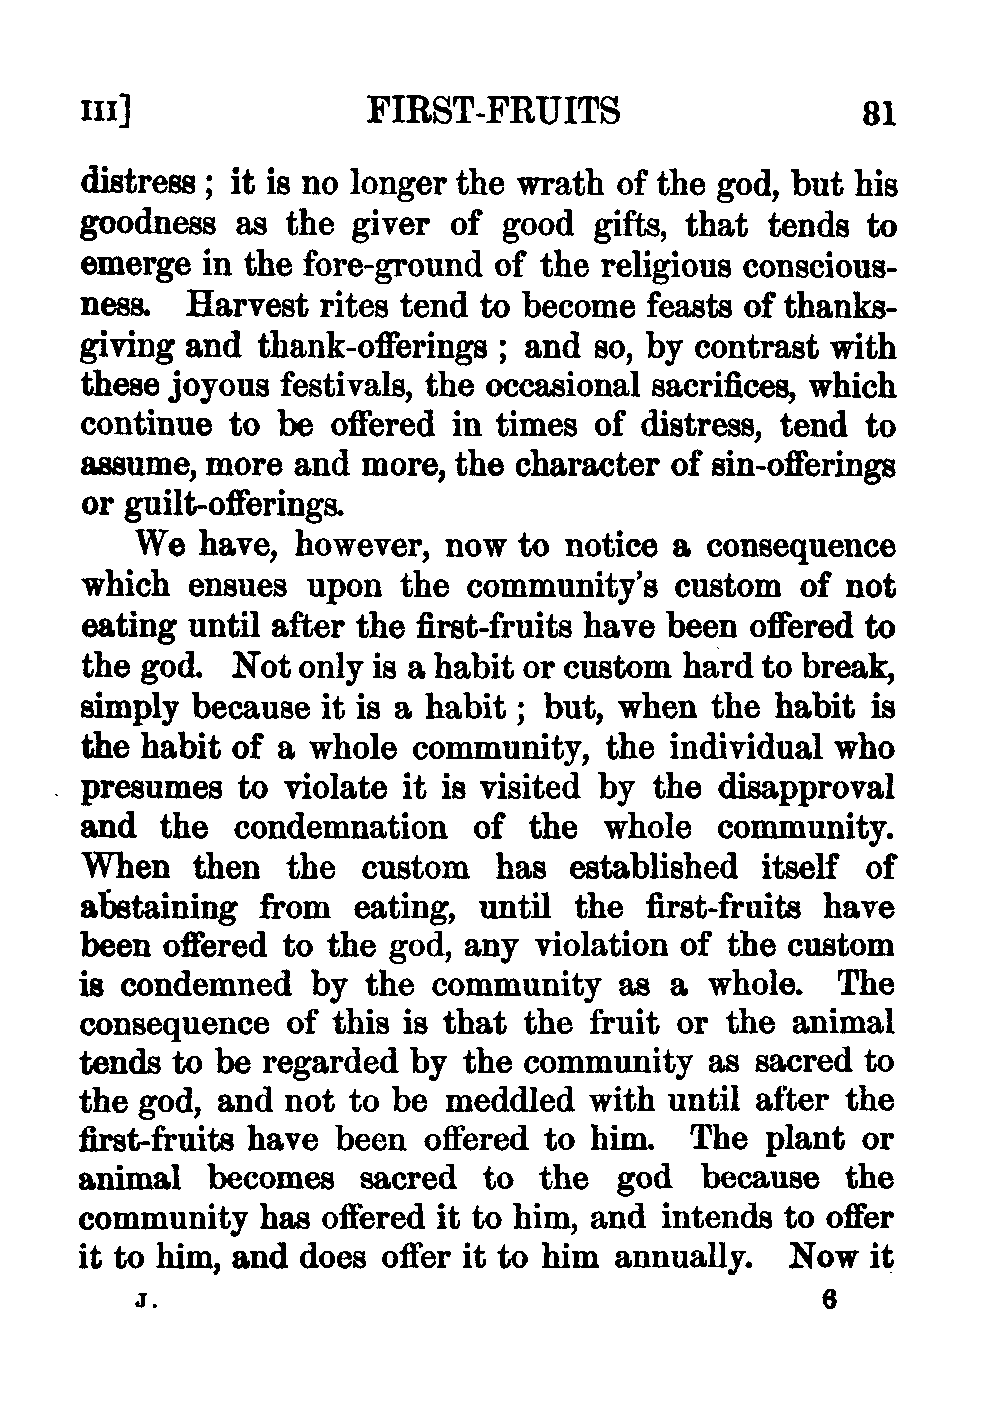 III] FIRST-FRUITS 81
distress ; it is no longer the wrath of the god, but his
goodness as the giver of good gifts, that tends to
emerge in the fore-ground of the religious conscious-
ness. Harvest rites tend to become feasts of thanks-
giving and thank-offerings ; and so, by contrast with
these joyous festivals, the occasional sacrifices, which
continue to be offered in times of distress, tend to
assume, more and more, the character of sin-offerings
or guilt-offerings.
We have, however, now to notice a consequence
which ensues upon the community's custom of not
eating until after the first-fruits have been offered to
the god. Not only is a habit or custom hard to break,
simply because it is a habit ; but, when the habit is
the habit of a whole community, the individual who
presumes to violate it is visited by the disapproval
and the condemnation of the whole community.
When then the custom has established itself of
abstaining from eating, until the first-fruits have
been offered to the god, any violation of the custom
is condemned by the community as a whole. The
consequence of this is that the fruit or the animal
tends to be regarded by the community as sacred to
the god, and not to be meddled with until after the
first-fruits have been offered to him. The plant or
animal becomes sacred to the god because the
community has offered it to him, and intends to offer
it to him, and does offer it to him annually. Now it
J. 6